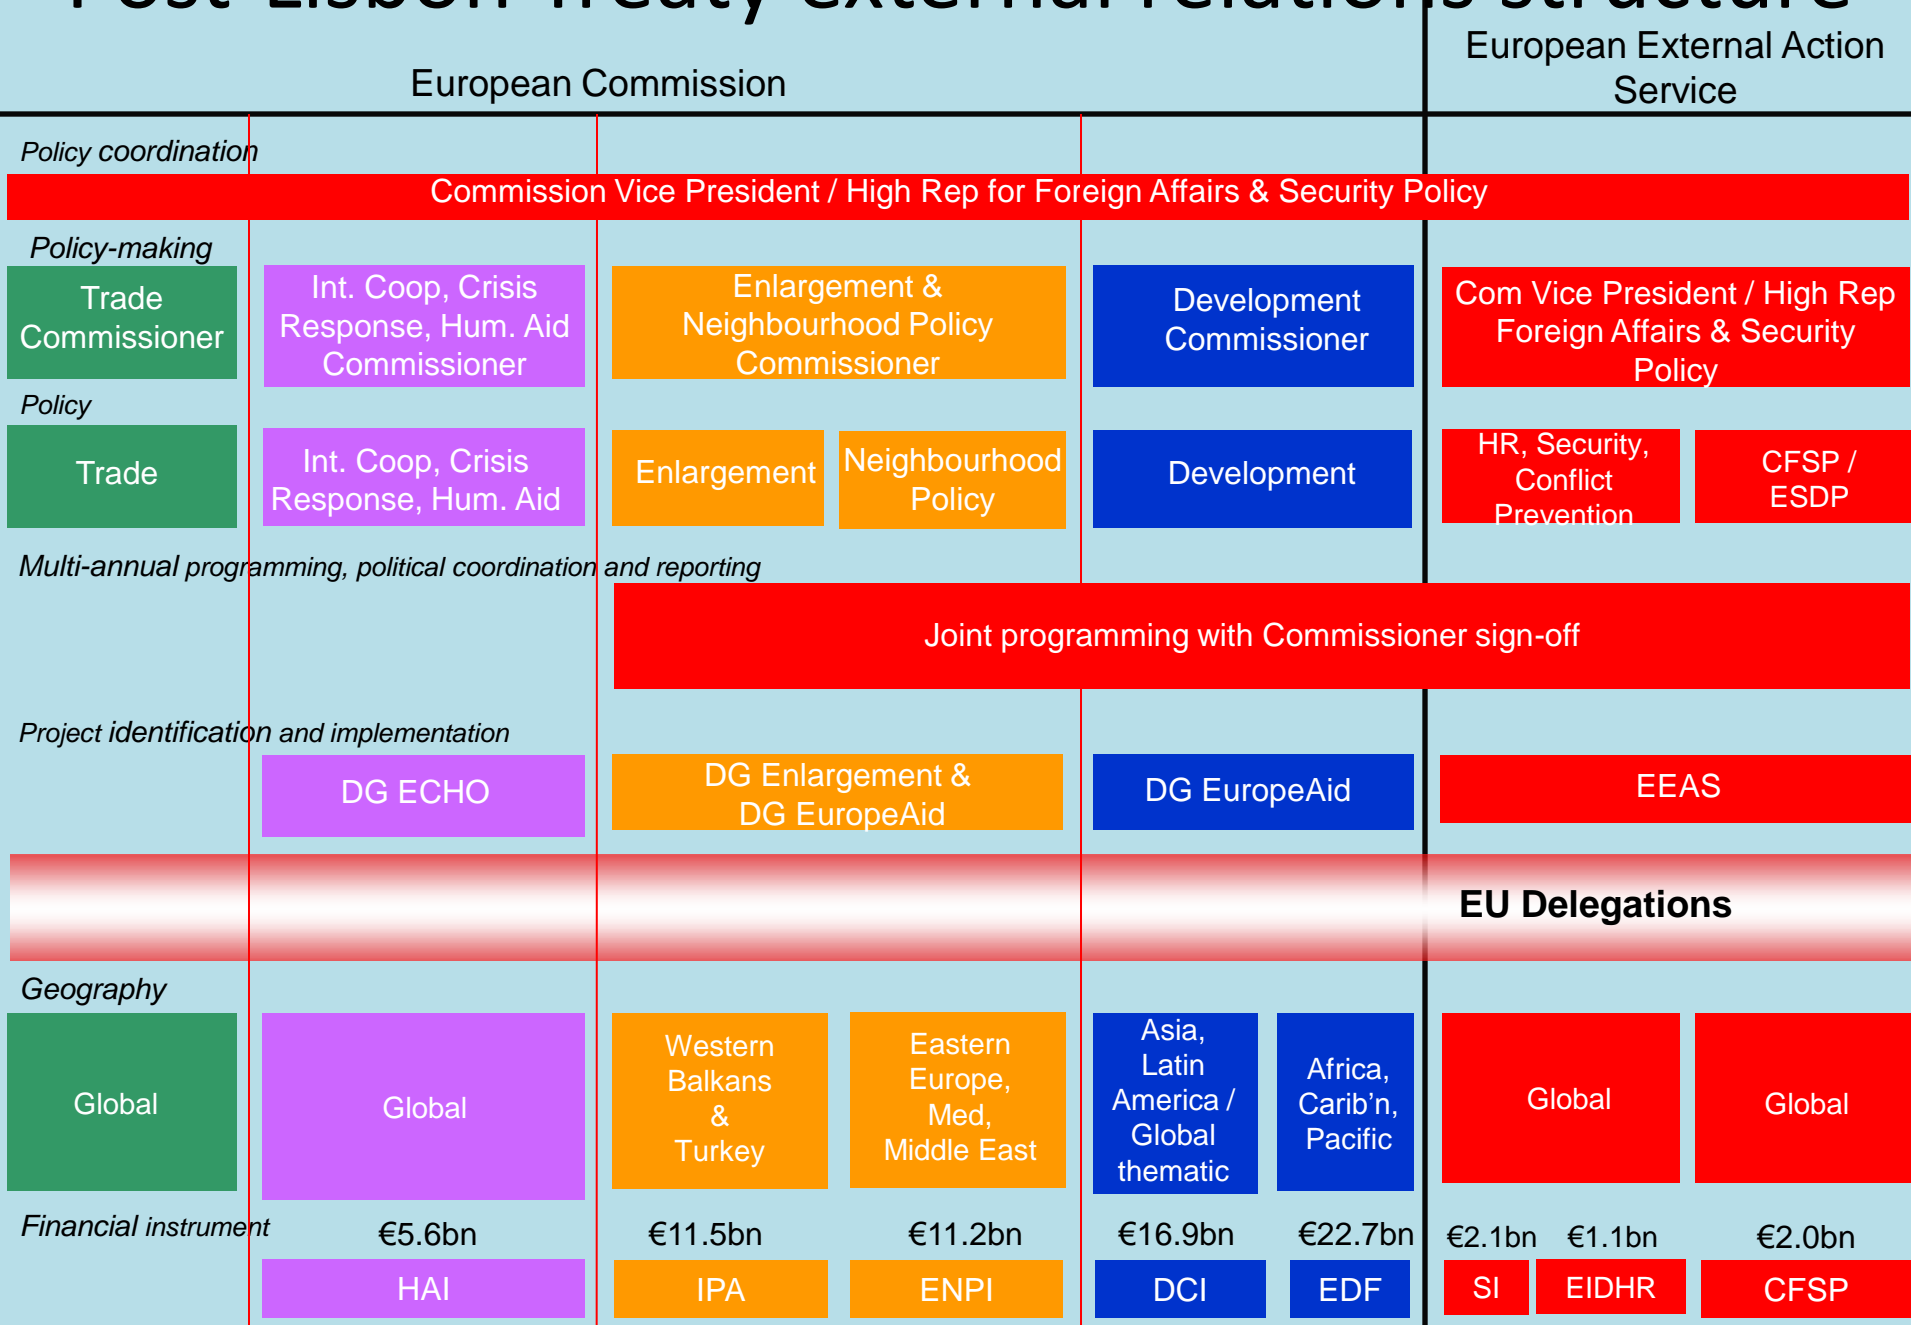 Post-Lisbon Treaty external relations structure
European Commission
European External Action
Service
Policy coordination
Commission Vice President / High Rep for Foreign Affairs & Security Policy
Policy-making
Trade
Commissioner
Int. Coop, Crisis
Response, Hum. Aid
Commissioner
Enlargement &
Neighbourhood Policy
Commissioner
Development
Commissioner
Com Vice President / High Rep
Foreign Affairs & Security
Policy
Policy
Trade
Int. Coop, Crisis
Response, Hum. Aid
Enlargement
Neighbourhood
Policy
Development
HR, Security,
Conflict
Prevention
CFSP /
ESDP
Multi-annual programming, political coordination and reporting
Joint programming with Commissioner sign-off
Project identification and implementation
DG ECHO
DG Enlargement &
DG EuropeAid
DG EuropeAid
EEAS
EU Delegations
Geography
Global
Global
Western
Balkans
&
Turkey
Eastern
Europe,
Med,
Middle East
Asia,
Latin
America /
Global
thematic
Africa,
Carib’n,
Pacific
Global
Global
Financial instrument
€5.6bn
€11.5bn
€11.2bn
€16.9bn
€22.7bn
€2.1bn
€1.1bn
€2.0bn
HAI
IPA
ENPI
DCI
EDF
SI
EIDHR
CFSP